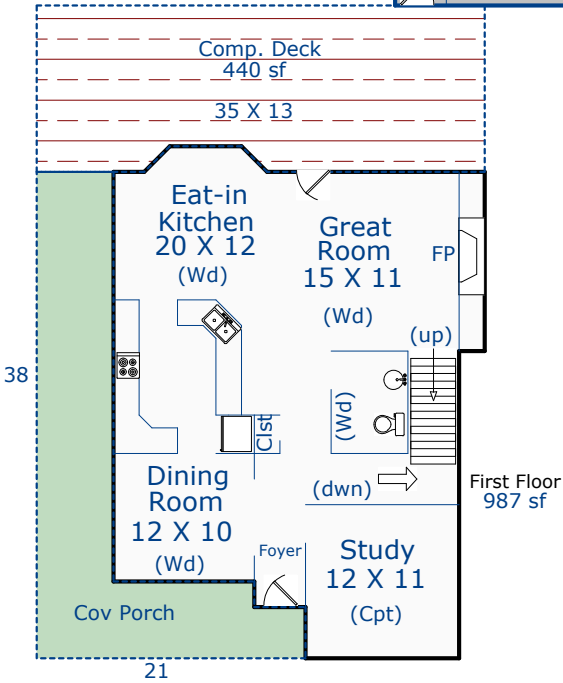 Comp. Deck
440 sf
35 X 13
Eat-in
Kitchen
20 X 12
(Wd)
Great
Room
15 X 11
(Wd)
FP
(up)
38
(Wd)
Clst
Dining
Room
12 X 10
(Wd)
(dwn)
First Floor
987 sf
Foyer
Study
12 X 11
(Cpt)
Cov Porch
21